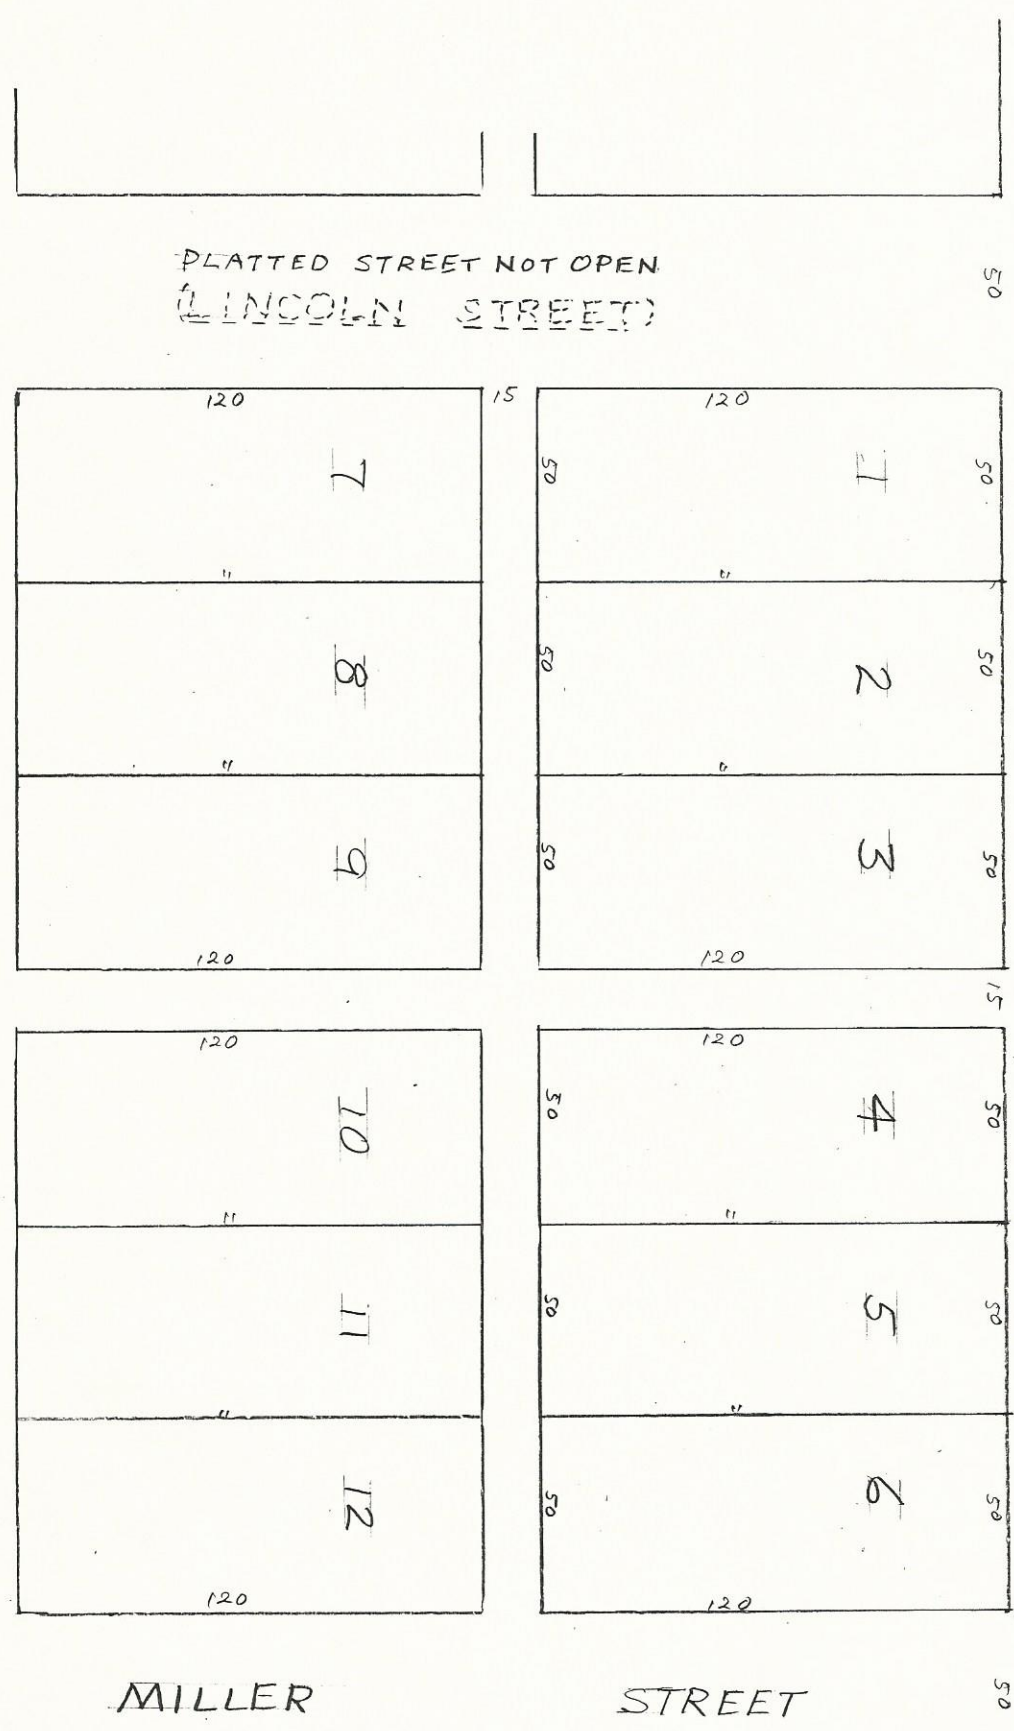 PLATTED STREET NOT OPEN
50
(LINCOLN STREET)
120 15 120
7 50 1 50
" "
8 50 2 50
" "
9 50 3 50
120 120
15
120 120
10 50 4 50
" "
11 50 5 50
" "
12 50 6 50
120 120
MILLER STREET 50